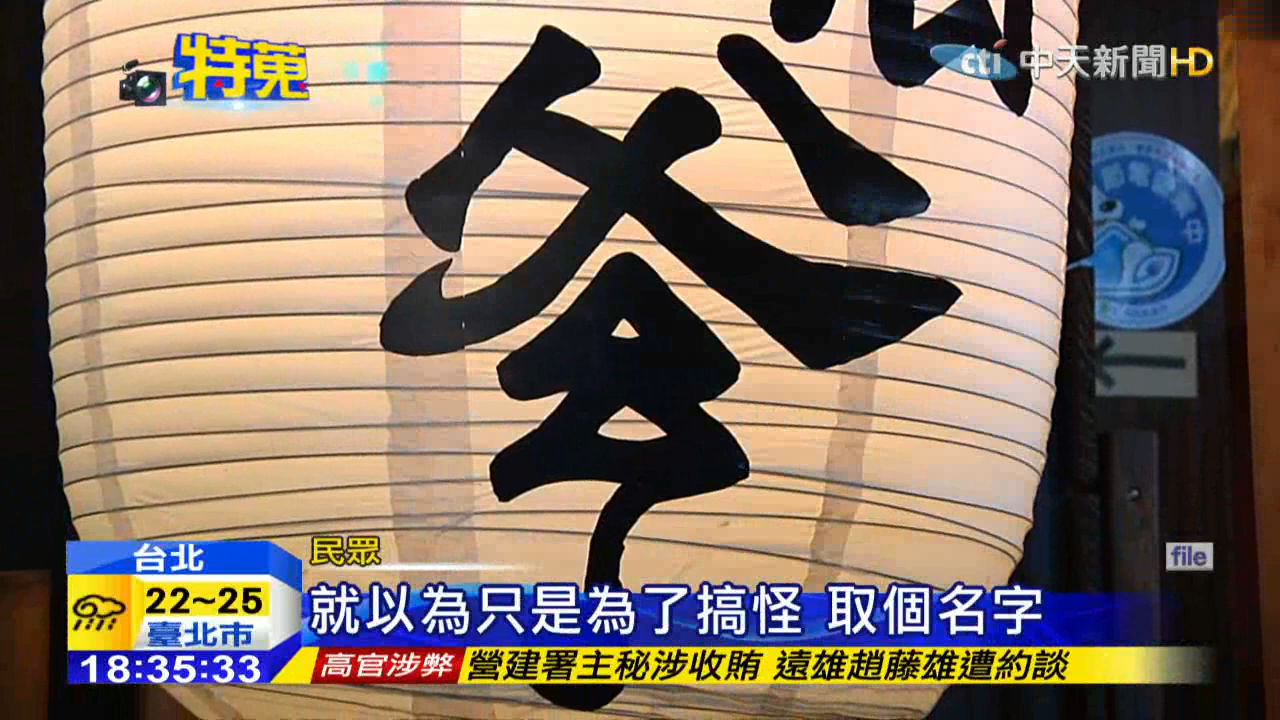 特蒐
cti 中天新聞HD
file
台北
22~25
臺北市
18:35:33
民眾
就以為只是為了搞怪 取個名字
高官涉弊 營建署主秘涉收賄 遠雄趙藤雄遭約談